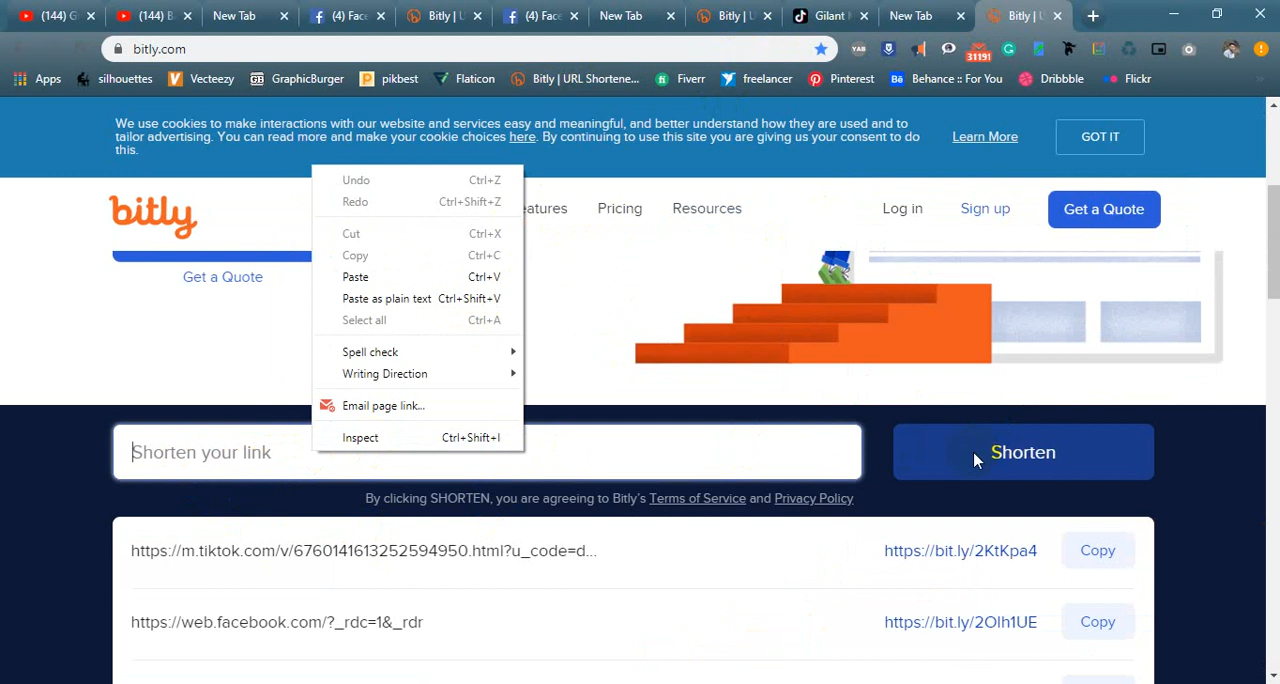 (144) G
(144) B
New Tab
(4) Face
Bitly | U
(4) Face
New Tab
Bitly | U
Gilant
New Tab
Bitly | U
bitly.com
YAB
31191
Apps
silhouettes
Vecteezy
GraphicBurger
pikbest
Flaticon
Bitly | URL Shortene...
Fiverr
freelancer
Pinterest
Behance :: For You
Dribbble
Flickr
We use cookies to make interactions with our website and services easy and meaningful, and better understand how they are used and to
tailor advertising. You can read more and make your cookie choices here. By continuing to use this site you are giving us your consent to do
this.
Learn More
GOT IT
bitly
eatures
Pricing
Resources
Log in
Sign up
Get a Quote
Get a Quote
Undo Ctrl+Z
Redo Ctrl+Shift+Z
Cut Ctrl+X
Copy Ctrl+C
Paste Ctrl+V
Paste as plain text Ctrl+Shift+V
Select all Ctrl+A
Spell check
Writing Direction
Email page link...
Inspect Ctrl+Shift+I
Shorten your link
Shorten
By clicking SHORTEN, you are agreeing to Bitly's Terms of Service and Privacy Policy
https://m.tiktok.com/v/6760141613252594950.html?u_code=d...
https://bit.ly/2KtKpa4
Copy
https://web.facebook.com/?_rdc=1&_rdr
https://bit.ly/2Olh1UE
Copy